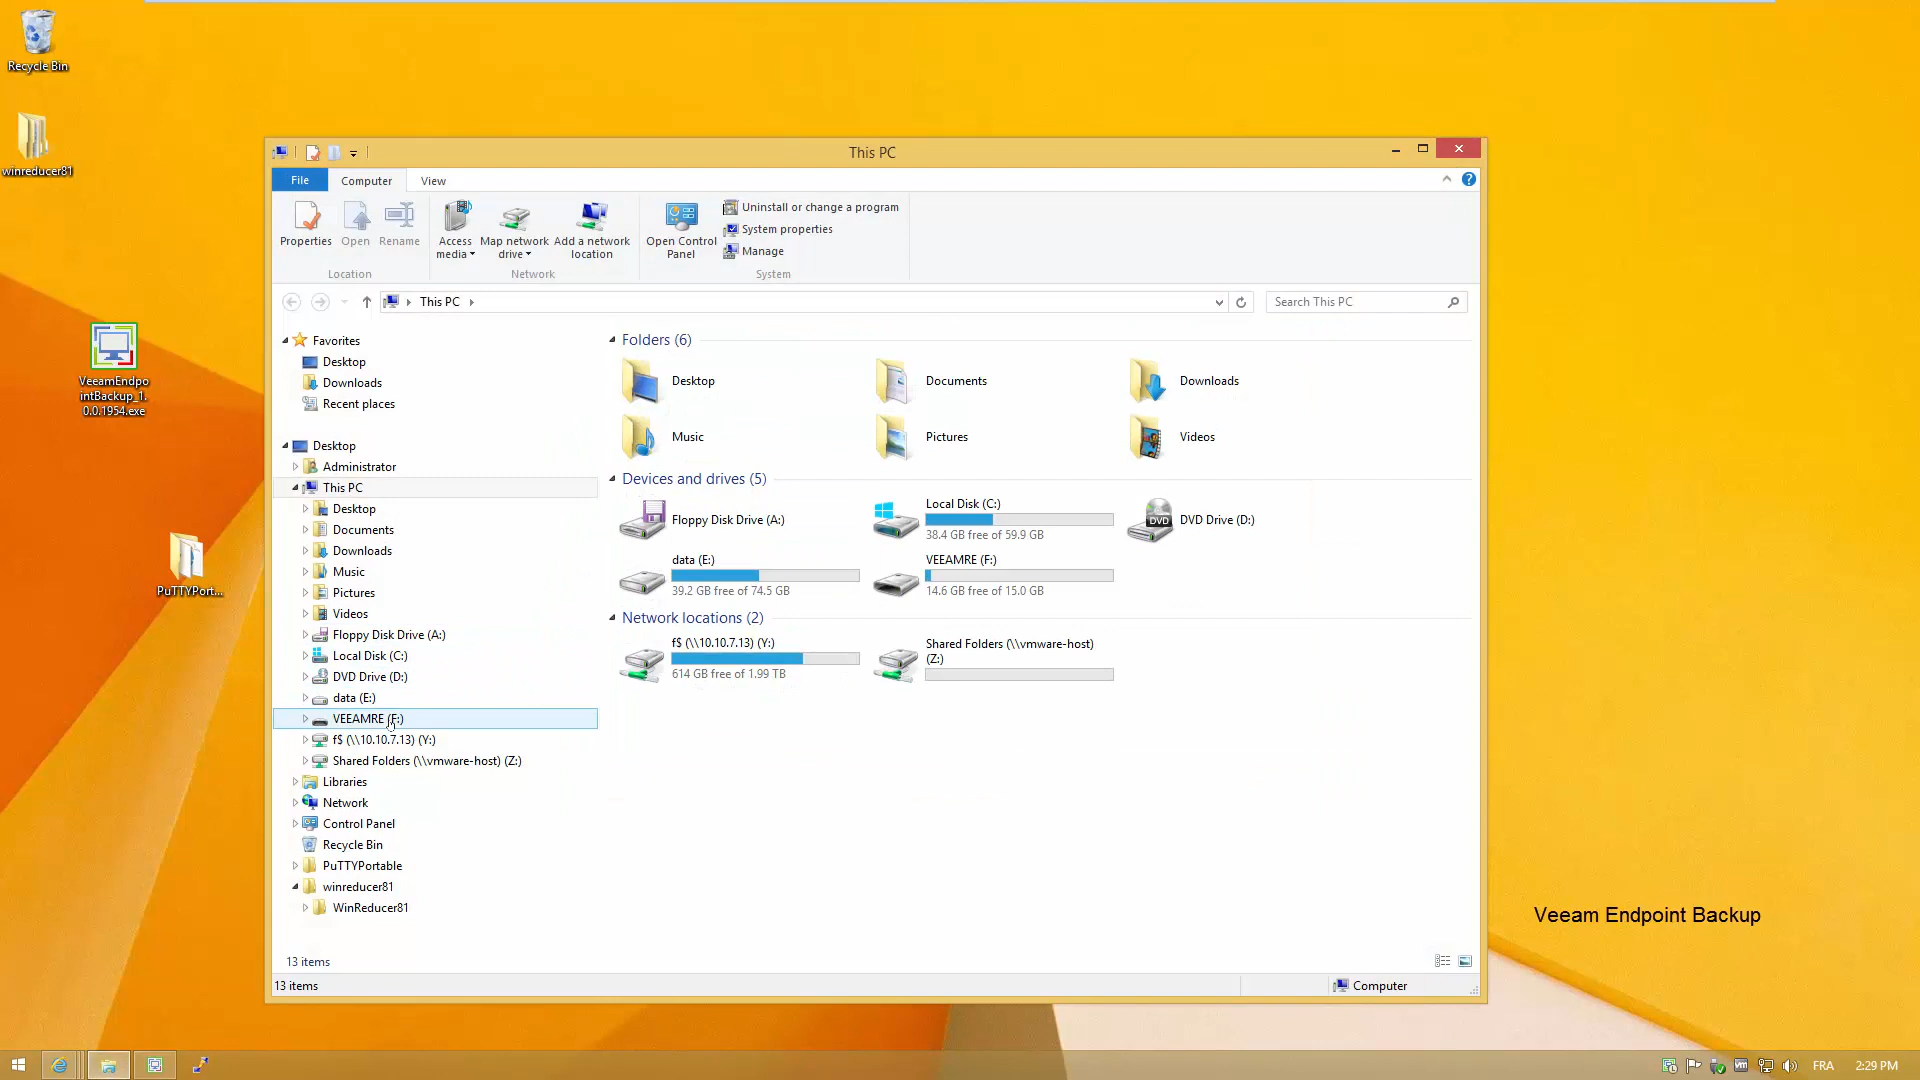 Recycle Bin
winreducer81
VeeamEndpo
intBackup_1.
0.0.1954.exe
PuTTYPort...
This PC
File
Computer
View
Properties
Open
Rename
Location
Access
media
Map network
drive
Add a network
location
Network
Open Control
Panel
Uninstall or change a program
System properties
Manage
System
This PC
Search This PC
Favorites
Desktop
Downloads
Recent places
Desktop
Administrator
This PC
Desktop
Documents
Downloads
Music
Pictures
Videos
Floppy Disk Drive (A:)
Local Disk (C:)
DVD Drive (D:)
data (E:)
VEEAMRE (F:)
f$ (\\10.10.7.13) (Y:)
Shared Folders (\\vmware-host) (Z:)
Libraries
Network
Control Panel
Recycle Bin
PuTTYPortable
winreducer81
WinReducer81
Folders (6)
Desktop
Documents
Downloads
Music
Pictures
Videos
Devices and drives (5)
Floppy Disk Drive (A:)
Local Disk (C:)
38.4 GB free of 59.9 GB
DVD
DVD Drive (D:)
data (E:)
39.2 GB free of 74.5 GB
VEEAMRE (F:)
14.6 GB free of 15.0 GB
Network locations (2)
f$ (\\10.10.7.13) (Y:)
614 GB free of 1.99 TB
Shared Folders (\\vmware-host)
(Z:)
13 items
13 items
Computer
Veeam Endpoint Backup
FRA
2:29 PM